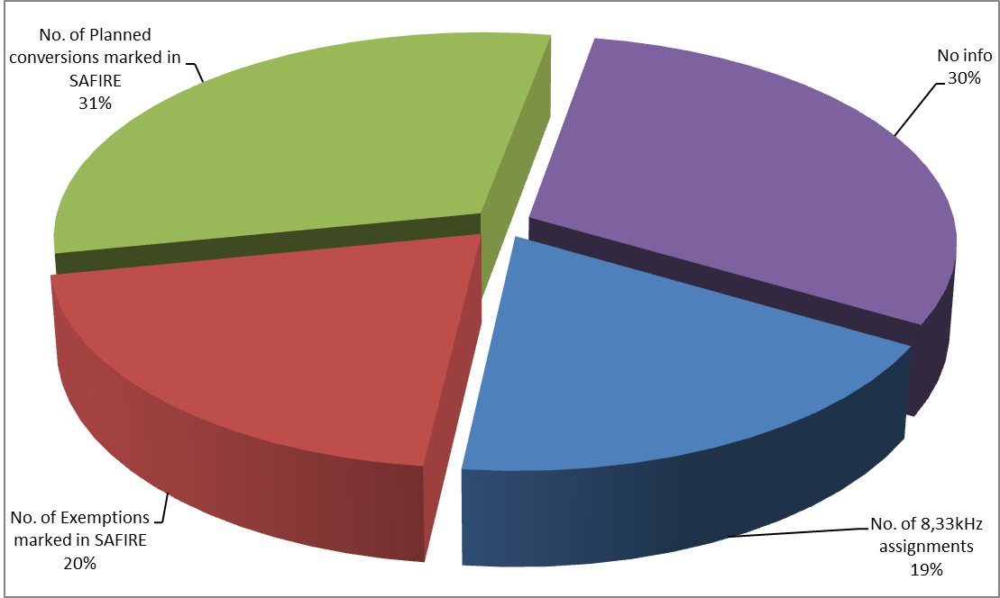 No. of Planned
conversions marked in
SAFIRE
31%
No info
30%
No. of Exemptions
marked in SAFIRE
20%
No. of 8,33kHz
assignments
19%